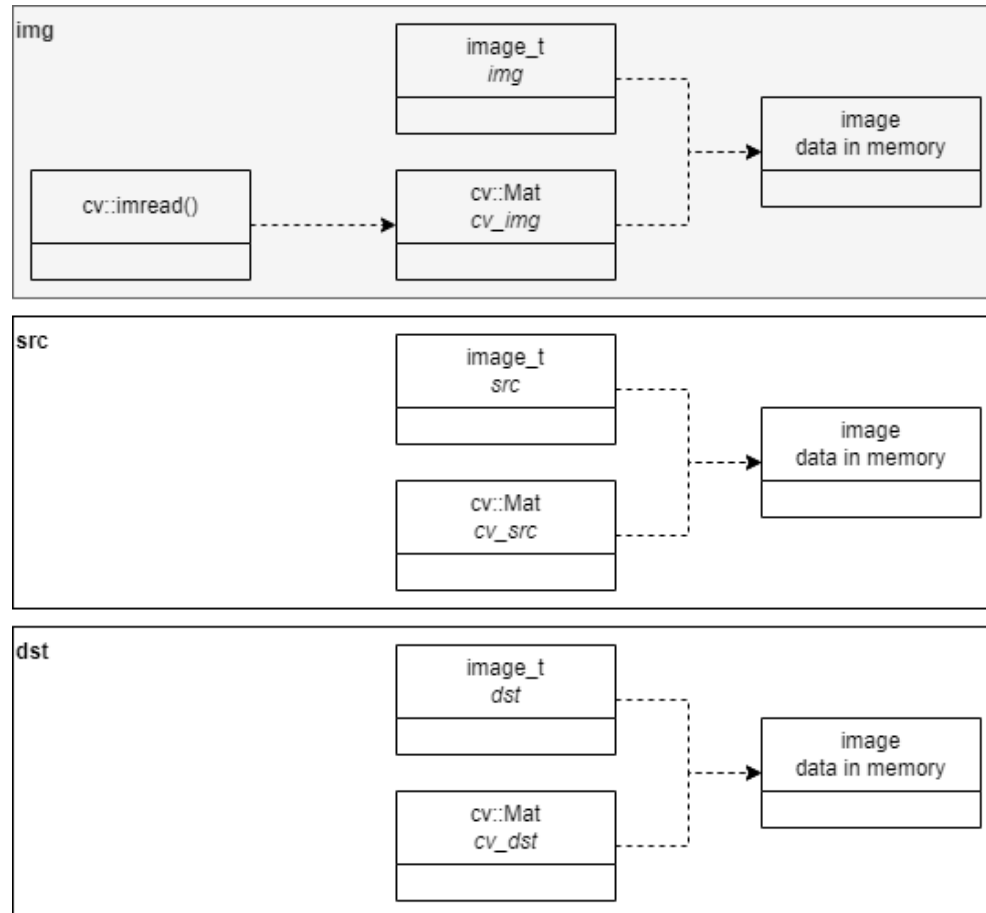 img
image_t
img
image
data in memory
cv::imread()
cv::Mat
cv_img
src
image_t
src
image
data in memory
cv::Mat
cv_src
dst
image_t
dst
image
data in memory
cv::Mat
cv_dst